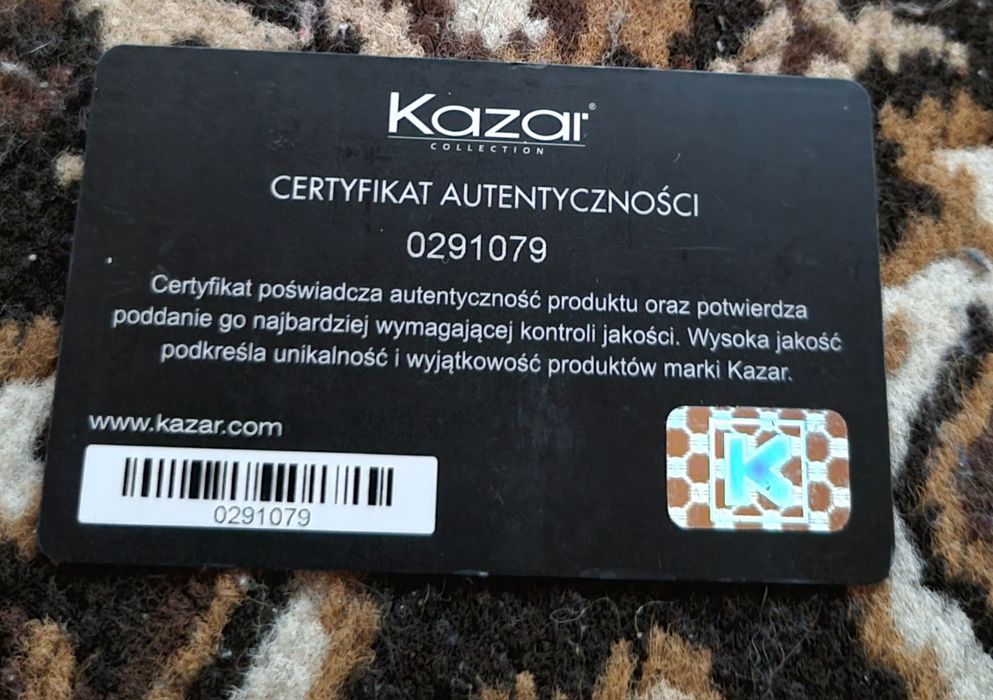 Kazar®
COLLECTION
CERTYFIKAT AUTENTYCZNOŚCI
0291079
Certyfikat poświadcza autentyczność produktu oraz potwierdza
poddanie go najbardziej wymagającej kontroli jakości. Wysoka jakość
podkreśla unikalność i wyjątkowość produktów marki Kazar.
www.kazar.com
0291079
K